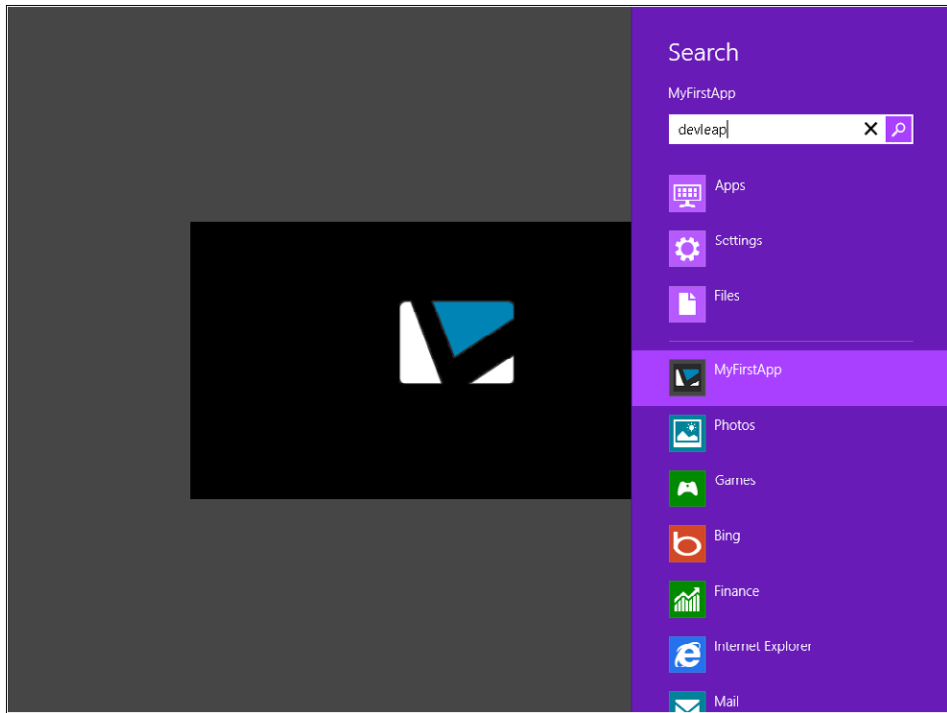 Search
MyFirstApp
devleap
Apps
Settings
Files
MyFirstApp
Photos
Games
Bing
Finance
Internet Explorer
Mail